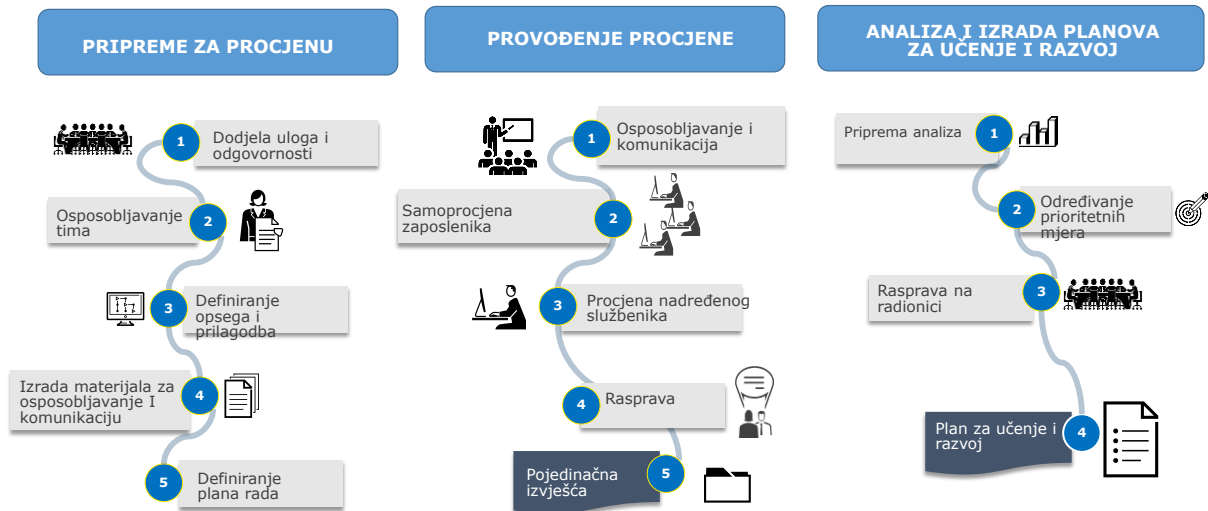 PRIPREME ZA PROCJENU
1
Dodjela uloga i
odgovornosti
Osposobljavanje
tima
2
3
Definiranje
opsega i
prilagodba
Izrada materijala za
osposobljavanje I
komunikaciju
4
5
Definiranje
plana rada
PROVOĐENJE PROCJENE
1
Osposobljavanje i
komunikacija
Samoprocjena
zaposlenika
2
3
Procjena nadređenog
službenika
4
Rasprava
Pojedinačna
izvješća
5
ANALIZA I IZRADA PLANOVA
ZA UČENJE I RAZVOJ
Priprema analiza
1
2
Određivanje
prioritetnih
mjera
Rasprava na
radionici
3
Plan za učenje i
razvoj
4